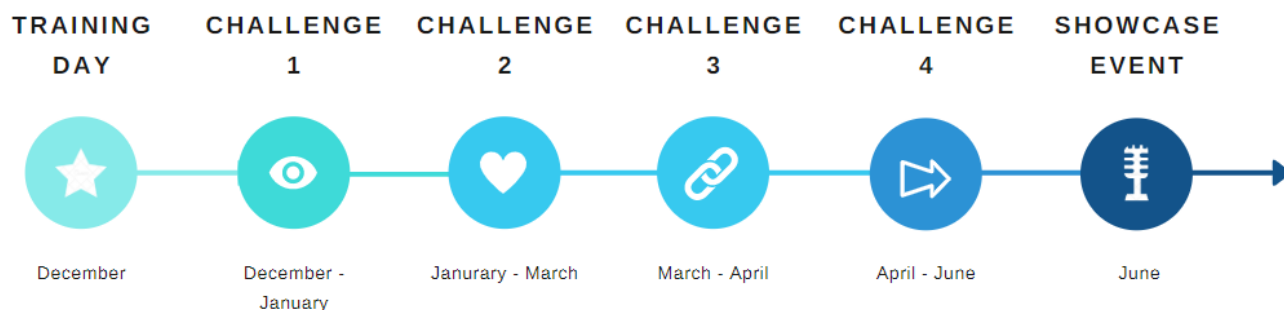 TRAINING
DAY
December
CHALLENGE
1
December -
January
CHALLENGE
2
Janurary - March
CHALLENGE
3
March - April
CHALLENGE
4
April - June
SHOWCASE
EVENT
June